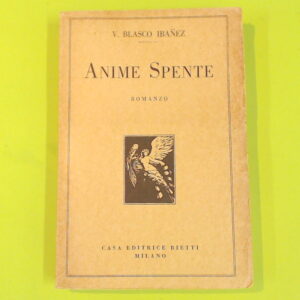 V. BLASCO IBAÑEZ
ANIME SPENTE
ROMANZO
CASA EDITRICE BIETTI
MILANO